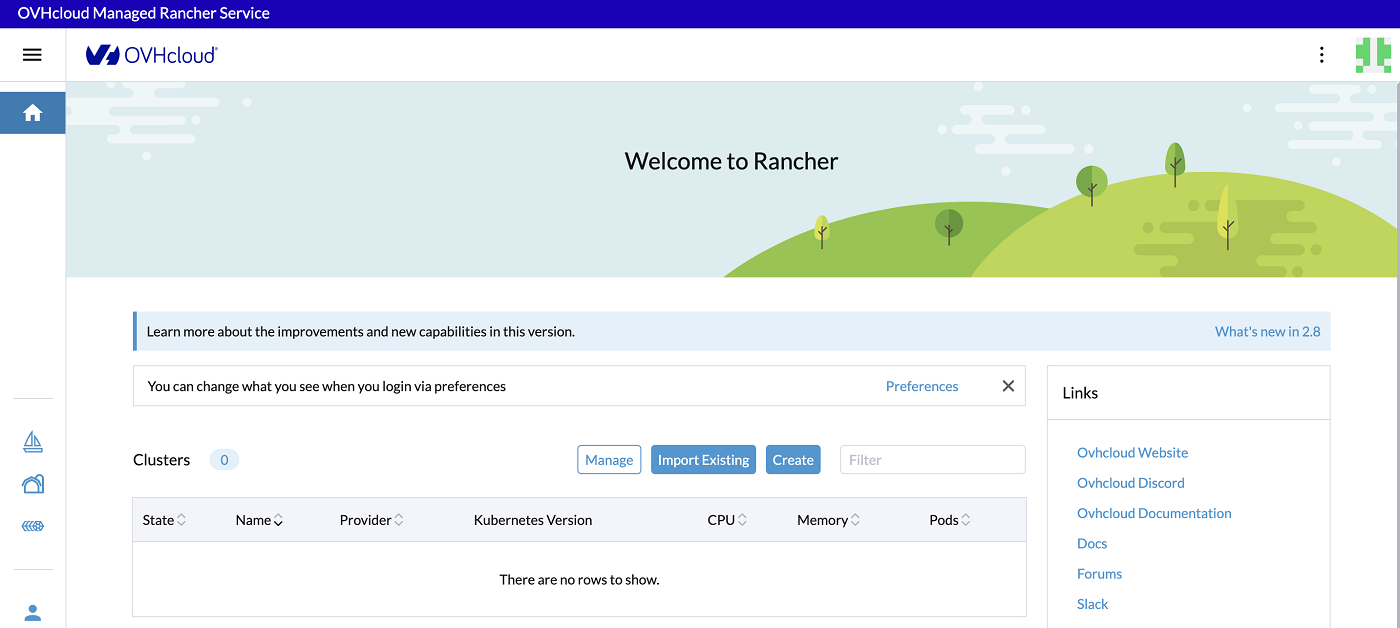 OVHcloud Managed Rancher Service
OVHcloud
Welcome to Rancher
Learn more about the improvements and new capabilities in this version. What's new in 2.8
You can change what you see when you login via preferences Preferences
Clusters 0 Manage Import Existing Create Filter
State Name Provider Kubernetes Version CPU Memory Pods
There are no rows to show.
Links
Ovhcloud Website
Ovhcloud Discord
Ovhcloud Documentation
Docs
Forums
Slack